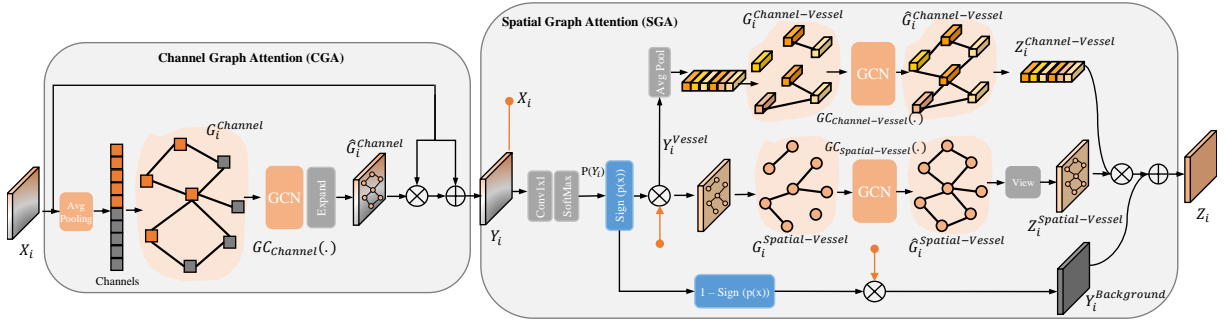 Channel Graph Attention (CGA)
X_i
Avg
Pooling
Channels
G_i^{Channel}
GCN
Expand
GC_{Channel}(.)
Ĝ_i^{Channel}
Y_i
Spatial Graph Attention (SGA)
X_i
Conv1x1
SoftMax
P(Y_i)
Sign (p(x))
Y_i^{Vessel}
Avg Pool
G_i^{Channel-Vessel}
GCN
GC_{Channel-Vessel}(.)
Ĝ_i^{Channel-Vessel}
Z_i^{Channel-Vessel}
G_i^{Spatial-Vessel}
GC_{Spatial-Vessel}(.)
GCN
Ĝ_i^{Spatial-Vessel}
View
Z_i^{Spatial-Vessel}
1 – Sign (p(x))
Y_i^{Background}
Z_i